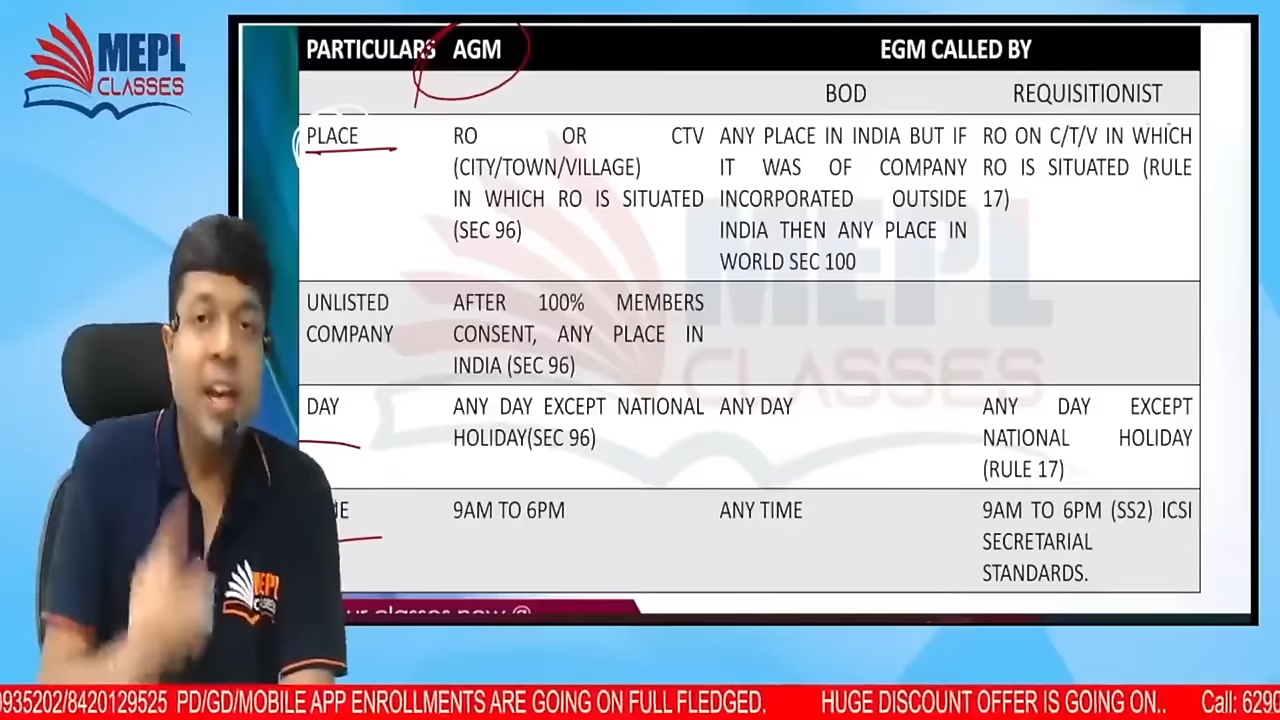 MEPL
CLASSES
PARTICULARS AGM EGM CALLED BY
BOD REQUISITIONIST
PLACE
RO OR CTV
(CITY/TOWN/VILLAGE)
IN WHICH RO IS SITUATED
(SEC 96)
ANY PLACE IN INDIA BUT IF
IT WAS OF COMPANY
INCORPORATED OUTSIDE
INDIA THEN ANY PLACE IN
WORLD SEC 100
RO ON C/T/V IN WHICH
RO IS SITUATED (RULE
17)
UNLISTED
COMPANY
AFTER 100% MEMBERS
CONSENT, ANY PLACE IN
INDIA (SEC 96)
DAY
ANY DAY EXCEPT NATIONAL
HOLIDAY(SEC 96)
ANY DAY
ANY DAY EXCEPT
NATIONAL HOLIDAY
(RULE 17)
9AM TO 6PM
ANY TIME
9AM TO 6PM (SS2) ICSI
SECRETARIAL
STANDARDS.
MEPL
CLASSES
MEPL
CLASSES
0935202/8420129525 PD/GD/MOBILE APP ENROLLMENTS ARE GOING ON FULL FLEDGED. HUGE DISCOUNT OFFER IS GOING ON.. Call: 6290